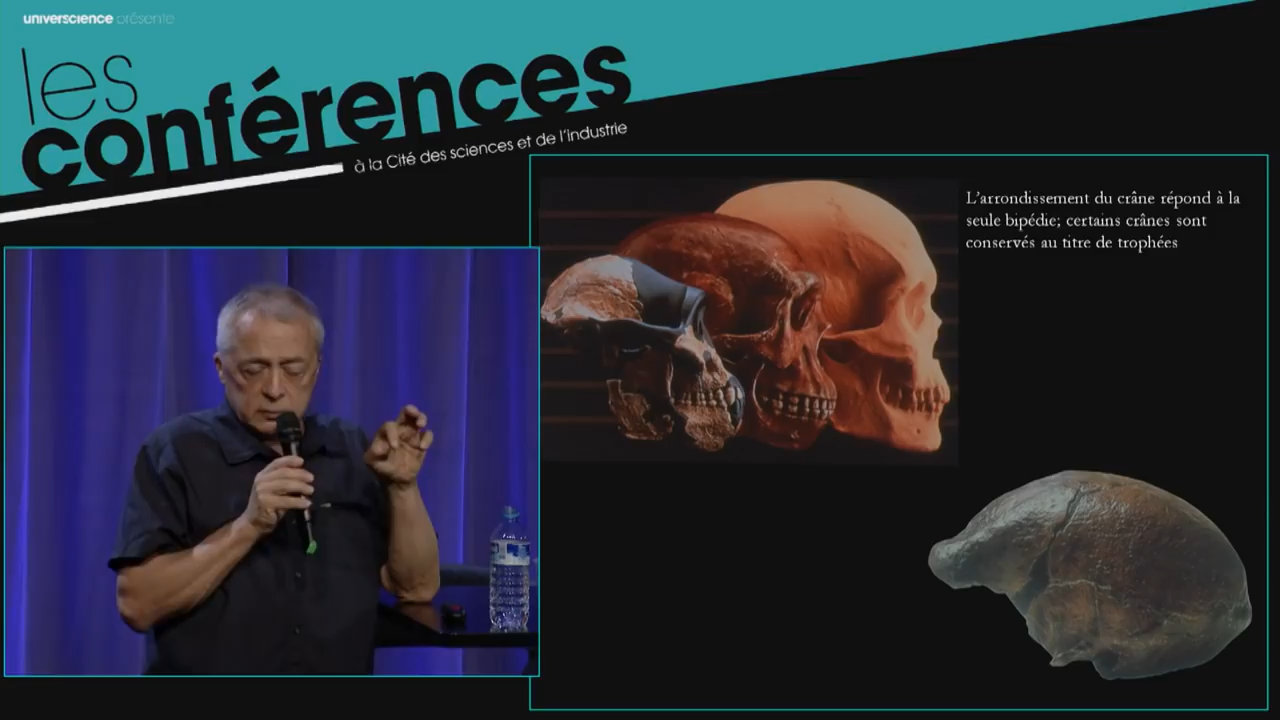 universcience présente
les
conférences
à la Cité des sciences et de l'industrie
L'arrondissement du crâne répond à la
seule bipédie; certains crânes sont
conservés au titre de trophées